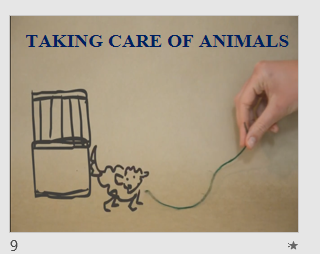 TAKING CARE OF ANIMALS
9